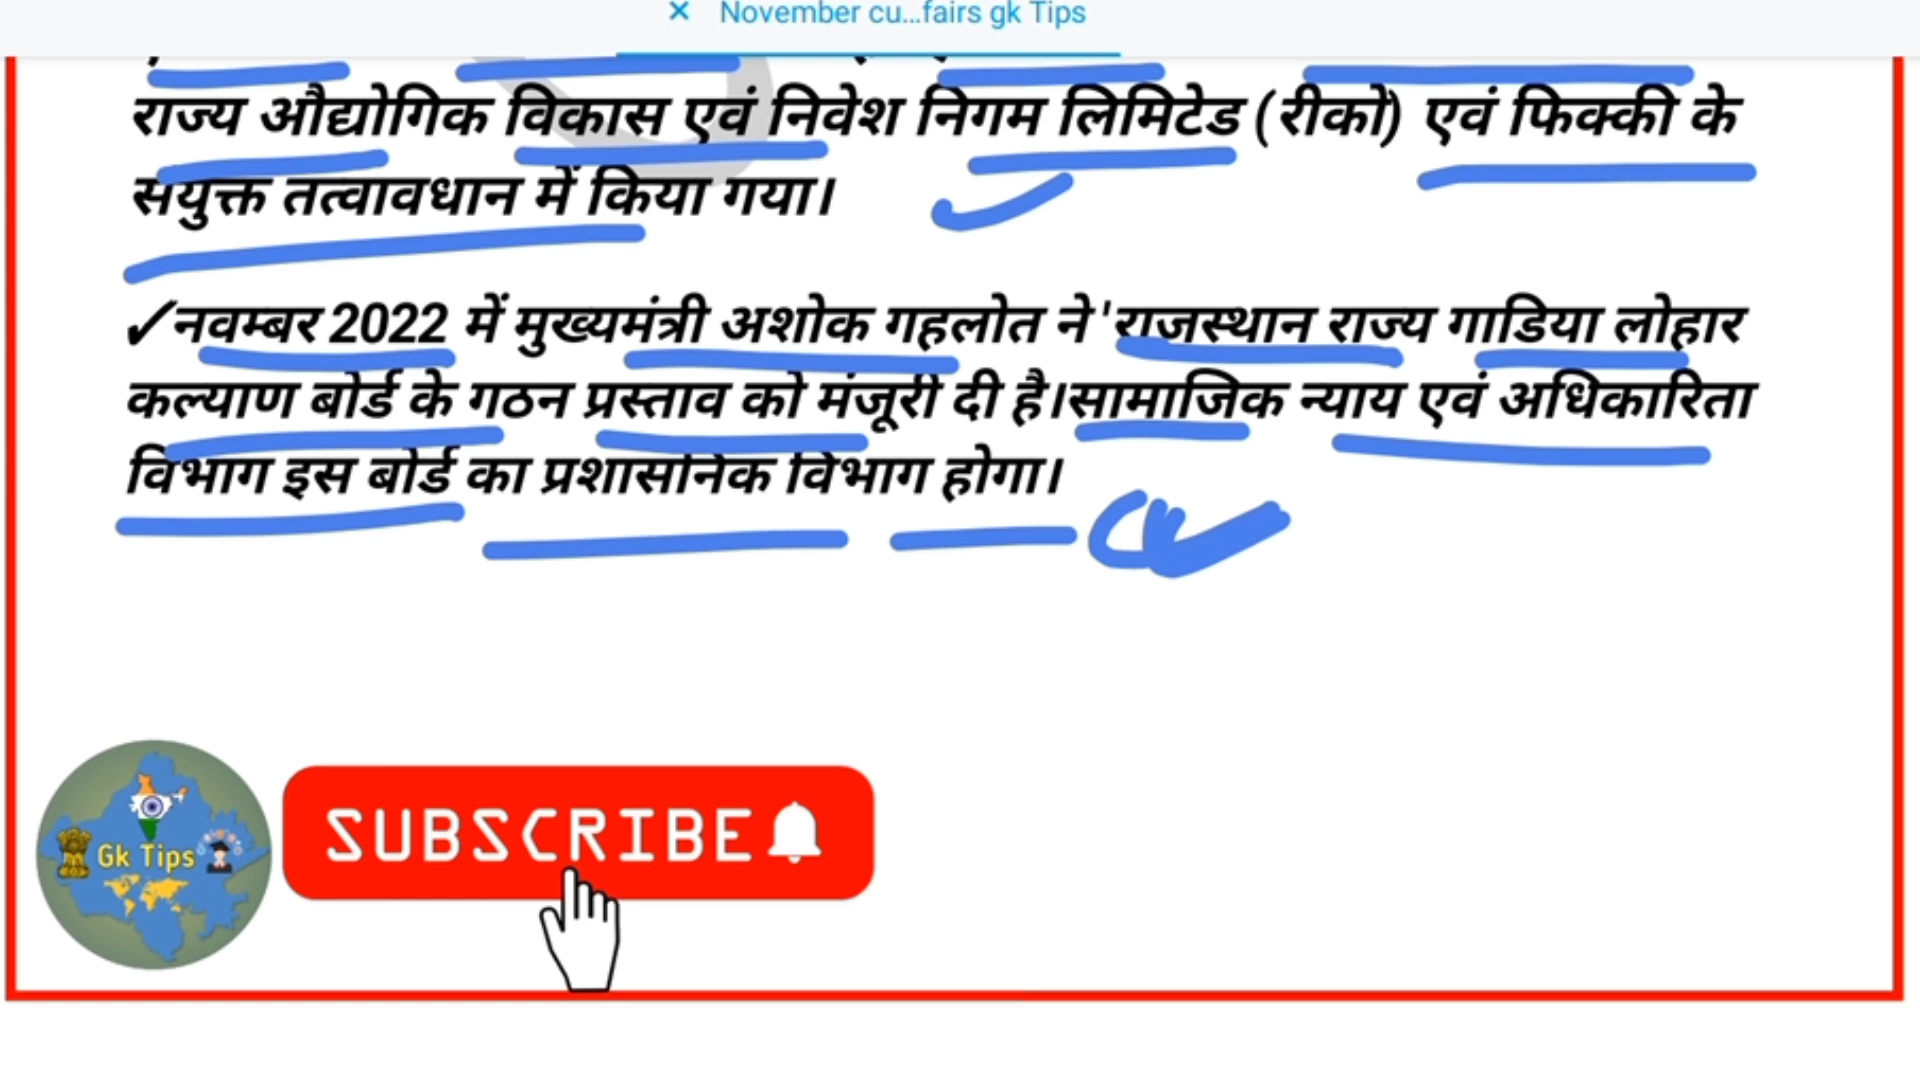 November cu...fairs gk Tips
राज्य औद्योगिक विकास एवं निवेश निगम लिमिटेड (रीको) एवं फिक्की के
संयुक्त तत्वावधान में किया गया।
✓नवम्बर 2022 में मुख्यमंत्री अशोक गहलोत ने 'राजस्थान राज्य गाडिया लोहार
कल्याण बोर्ड के गठन प्रस्ताव को मंजूरी दी है।सामाजिक न्याय एवं अधिकारिता
विभाग इस बोर्ड का प्रशासनिक विभाग होगा।
Gk Tips
SUBSCRIBE